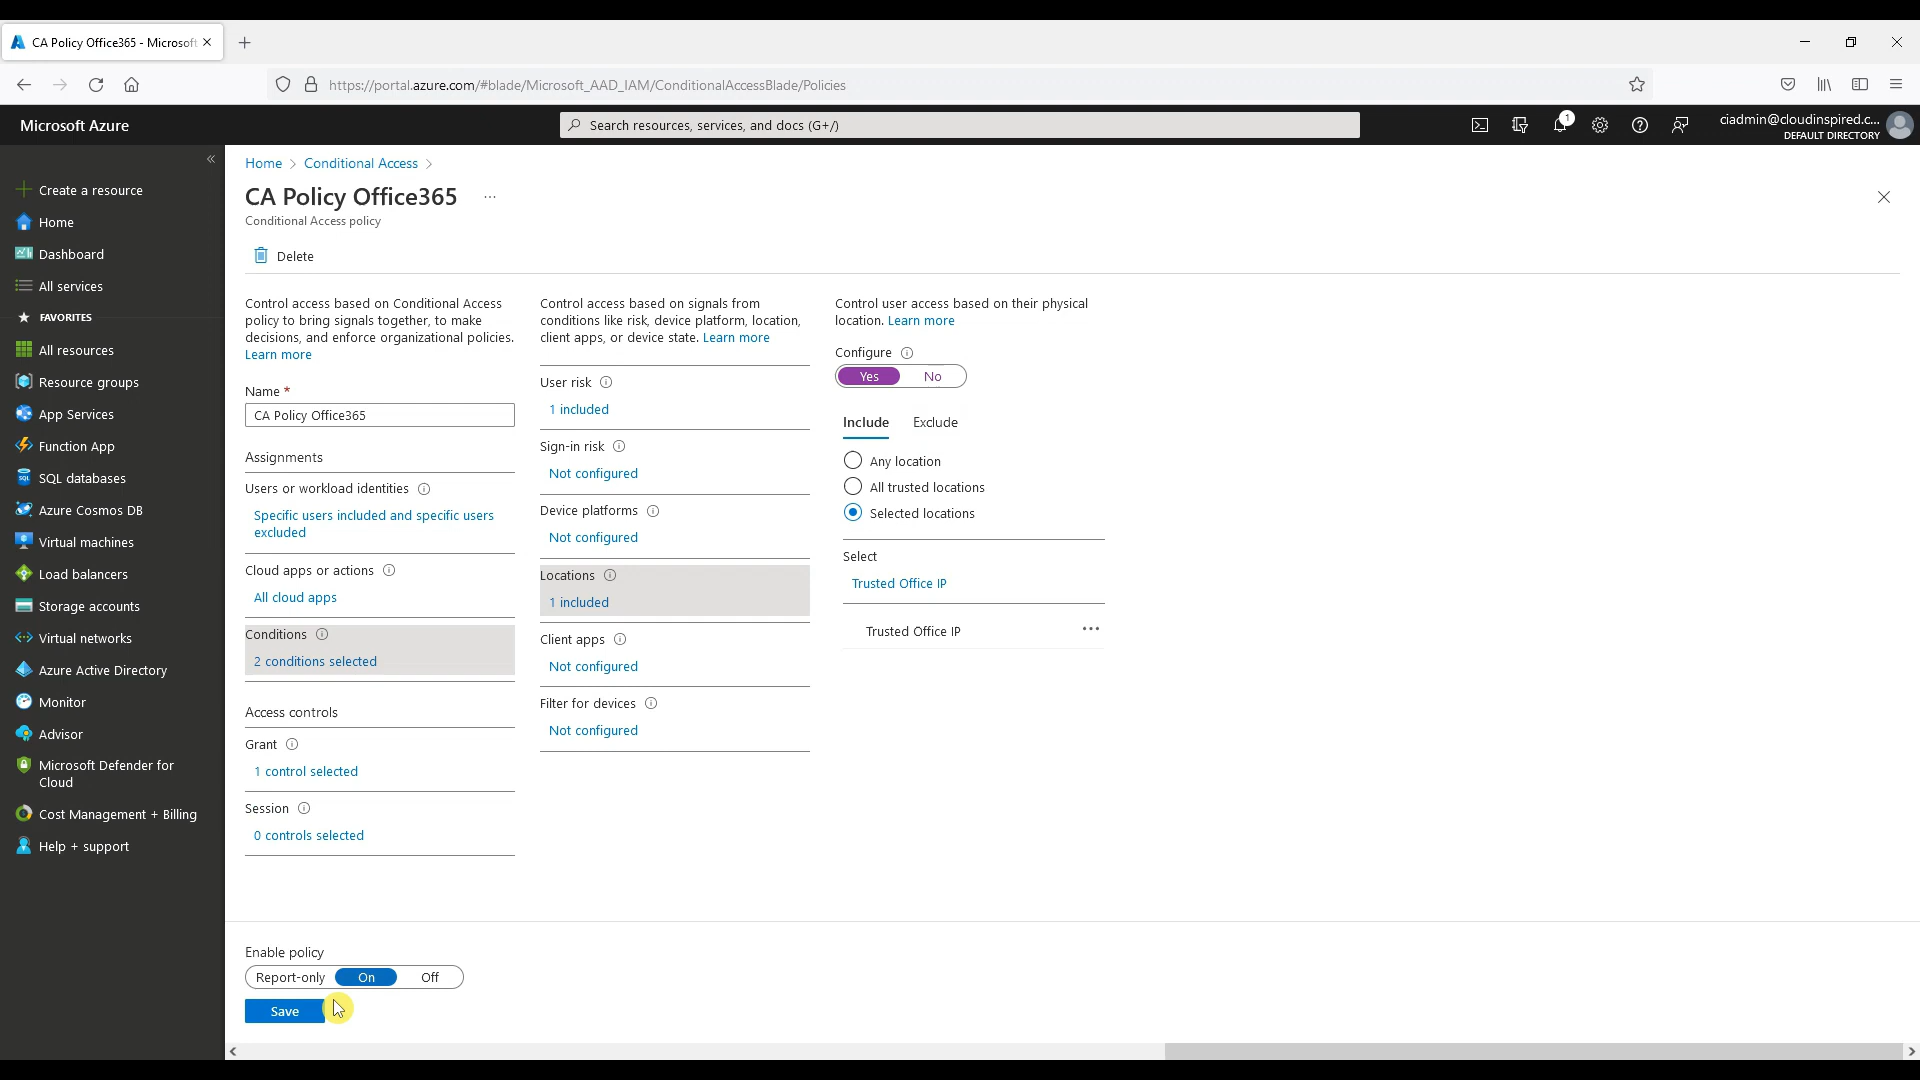 CA Policy Office365 - Microsoft
https://portal.azure.com/#blade/Microsoft_AAD_IAM/ConditionalAccessBlade/Policies
Microsoft Azure
Search resources, services, and docs (G+/)
1
ciadmin@cloudinspired.c...
DEFAULT DIRECTORY
Create a resource
Home
Dashboard
All services
FAVORITES
All resources
Resource groups
App Services
Function App
SQL databases
Azure Cosmos DB
Virtual machines
Load balancers
Storage accounts
Virtual networks
Azure Active Directory
Monitor
Advisor
Microsoft Defender for
Cloud
Cost Management + Billing
Help + support
Home > Conditional Access >
CA Policy Office365 ...
Conditional Access policy
Delete
Control access based on Conditional Access
policy to bring signals together, to make
decisions, and enforce organizational policies.
Learn more
Name *
CA Policy Office365
Assignments
Users or workload identities
Specific users included and specific users
excluded
Cloud apps or actions
All cloud apps
Conditions
2 conditions selected
Access controls
Grant
1 control selected
Session
0 controls selected
Control access based on signals from
conditions like risk, device platform, location,
client apps, or device state. Learn more
User risk
1 included
Sign-in risk
Not configured
Device platforms
Not configured
Locations
1 included
Client apps
Not configured
Filter for devices
Not configured
Control user access based on their physical
location. Learn more
Configure
Yes No
Include Exclude
Any location
All trusted locations
Selected locations
Select
Trusted Office IP
Trusted Office IP ...
Enable policy
Report-only On Off
Save